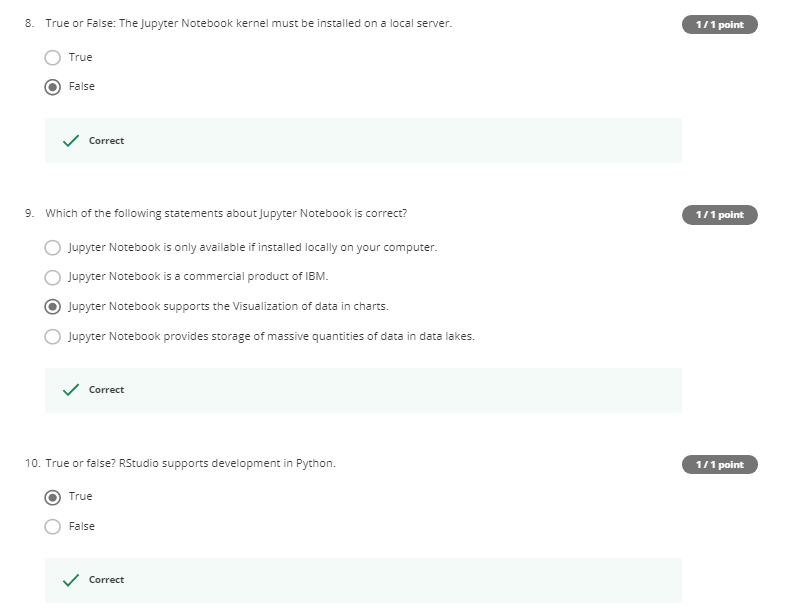 8. True or False: The Jupyter Notebook kernel must be installed on a local server. 1 / 1 point
True
False
Correct
9. Which of the following statements about Jupyter Notebook is correct? 1 / 1 point
Jupyter Notebook is only available if installed locally on your computer.
Jupyter Notebook is a commercial product of IBM.
Jupyter Notebook supports the Visualization of data in charts.
Jupyter Notebook provides storage of massive quantities of data in data lakes.
Correct
10. True or false? RStudio supports development in Python. 1 / 1 point
True
False
Correct